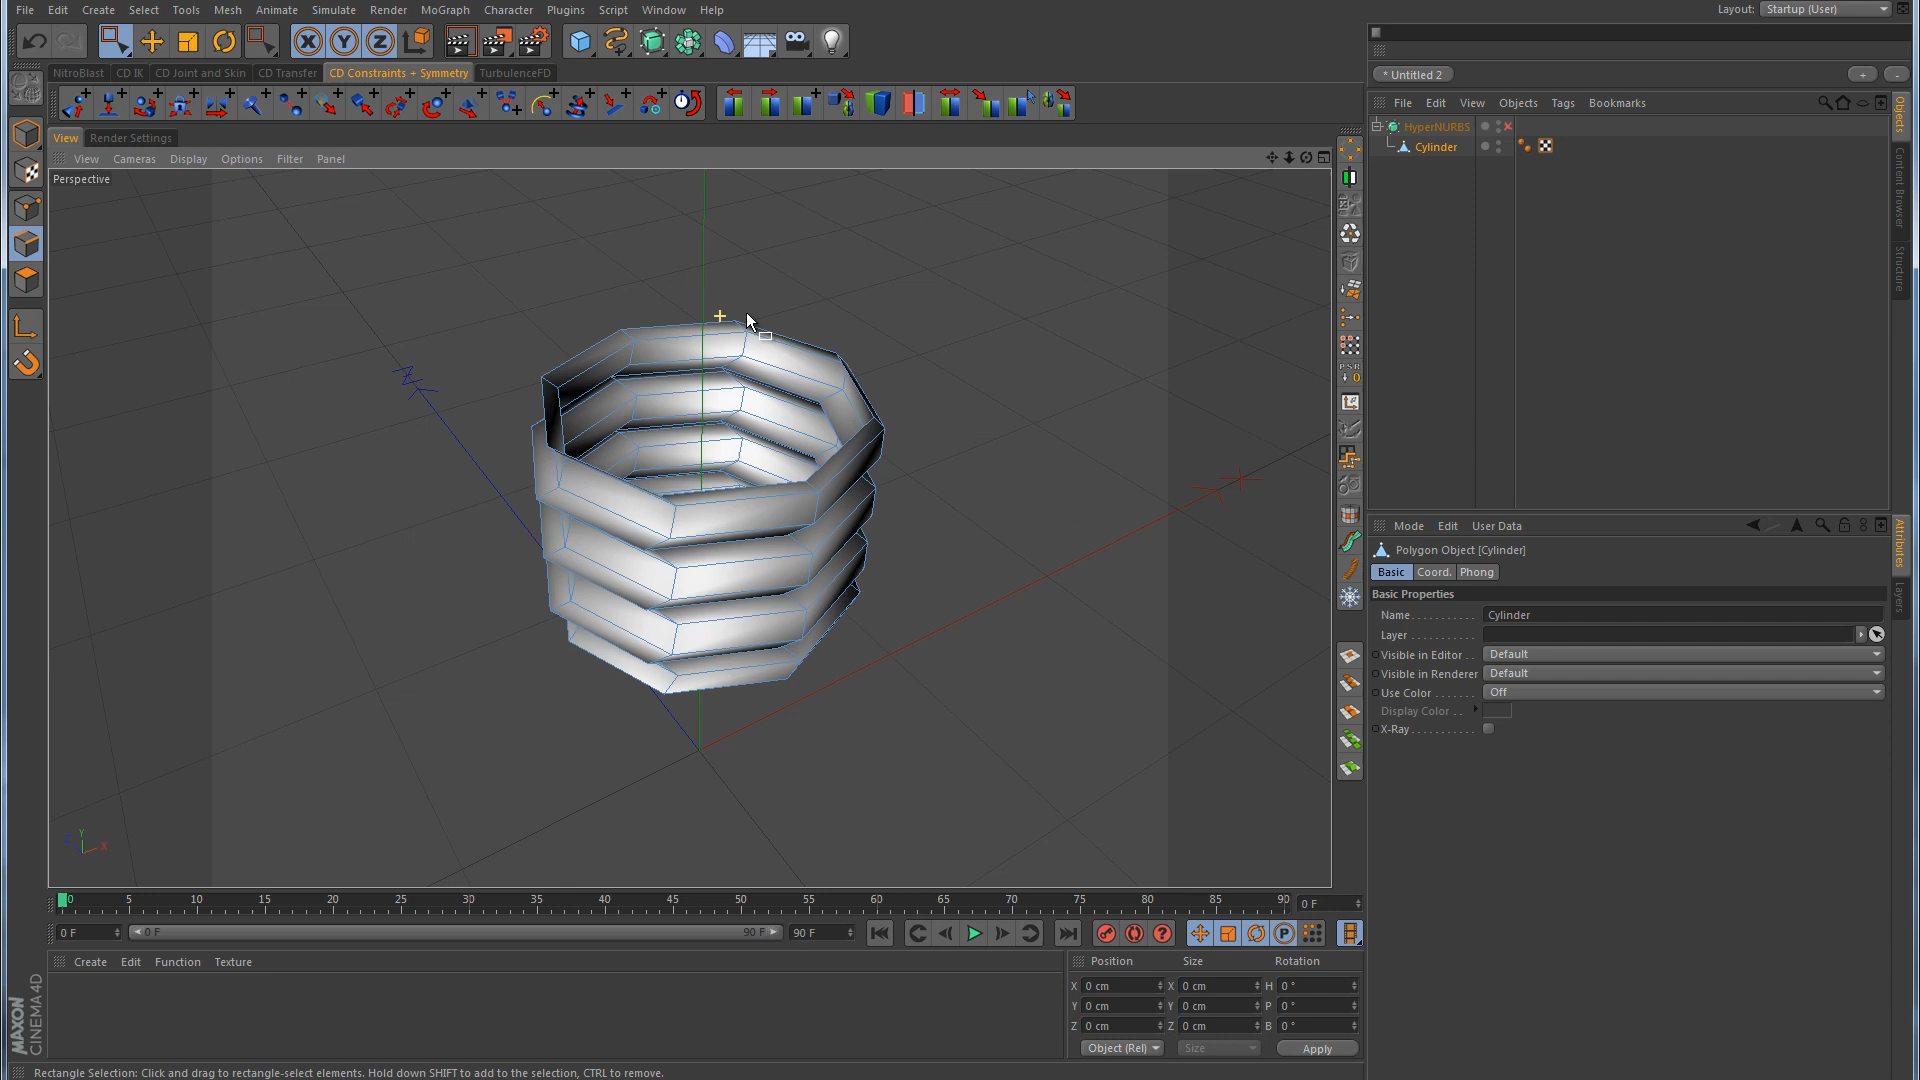 File Edit Create Select Tools Mesh Animate Simulate Render MoGraph Character Plugins Script Window Help
Layout: Startup (User)
NitroBlast CD IK CD Joint and Skin CD Transfer CD Constraints + Symmetry TurbulenceFD
* Untitled 2
+ -
File Edit View Objects Tags Bookmarks
HyperNURBS
Cylinder
Objects
Content Browser
Structure
View Render Settings
View Cameras Display Options Filter Panel
Perspective
Z
Y
X
P S R
0
Mode Edit User Data
Polygon Object [Cylinder]
Basic Coord. Phong
Basic Properties
Name........... Cylinder
Layer...........
Visible in Editor .. Default
Visible in Renderer Default
Use Color ....... Off
Display Color ..
X-Ray...........
Attributes
Layers
0 5 10 15 20 25 30 35 40 45 50 55 60 65 70 75 80 85 90 0 F
0 F 0 F 90 F 90 F
Create Edit Function Texture
Position Size Rotation
X 0 cm X 0 cm H 0 °
Y 0 cm Y 0 cm P 0 °
Z 0 cm Z 0 cm B 0 °
Object (Rel) Size Apply
MAXON
CINEMA 4D
Rectangle Selection: Click and drag to rectangle-select elements. Hold down SHIFT to add to the selection, CTRL to remove.